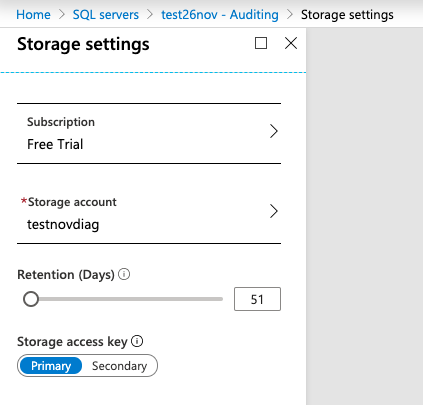 Home > SQL servers > test26nov - Auditing > Storage settings
Storage settings
Subscription
Free Trial
*Storage account
testnovdiag
Retention (Days)
51
Storage access key
Primary Secondary